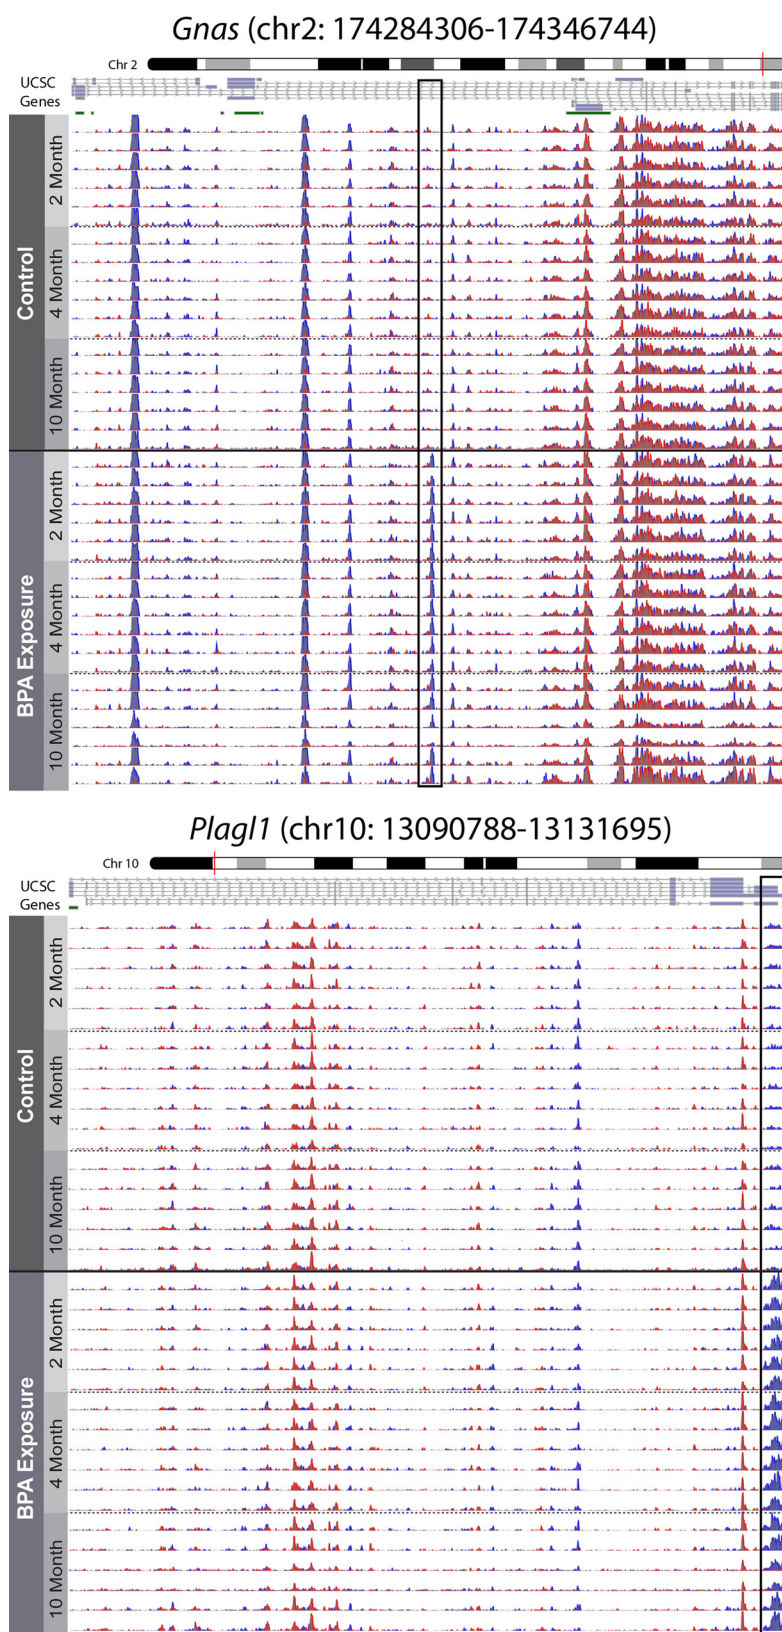 Gnas (chr2: 174284306-174346744)
Chr 2
UCSC
Genes
Control
2 Month
4 Month
10 Month
BPA Exposure
2 Month
4 Month
10 Month
Plagl1 (chr10: 13090788-13131695)
Chr 10
UCSC
Genes
Control
2 Month
4 Month
10 Month
BPA Exposure
2 Month
4 Month
10 Month